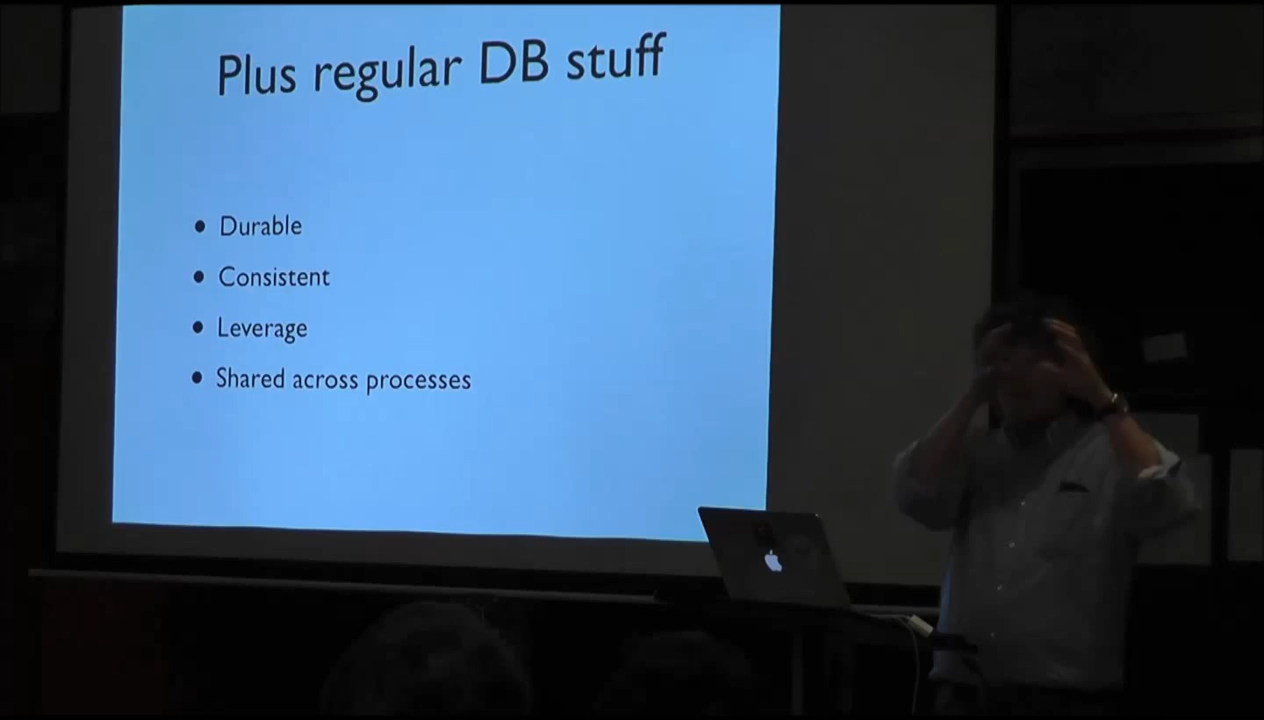 Plus regular DB stuff
• Durable
• Consistent
• Leverage
• Shared across processes